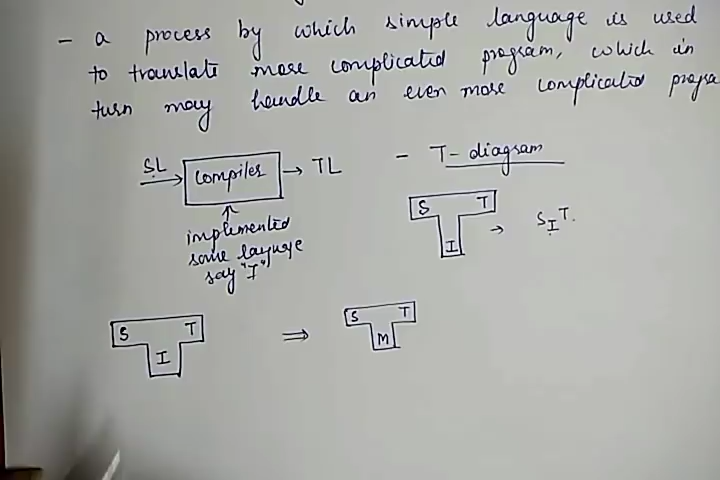 - a process by which simple language is used
to translate more complicated program, which in
turn may handle an even more complicated progra
SL Compiler TL
implemented
some language
say "I"
- T-diagram
S T
I
S I T.
S T
I
⇒
S T
M